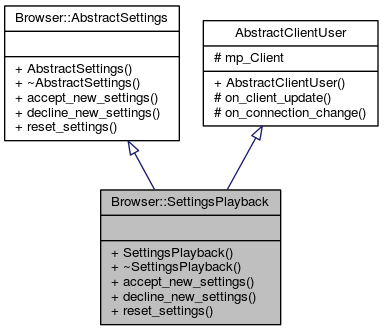 Browser::AbstractSettings
+ AbstractSettings()
+ ~AbstractSettings()
+ accept_new_settings()
+ decline_new_settings()
+ reset_settings()
AbstractClientUser
# mp_Client
+ AbstractClientUser()
# on_client_update()
# on_connection_change()
Browser::SettingsPlayback
+ SettingsPlayback()
+ ~SettingsPlayback()
+ accept_new_settings()
+ decline_new_settings()
+ reset_settings()